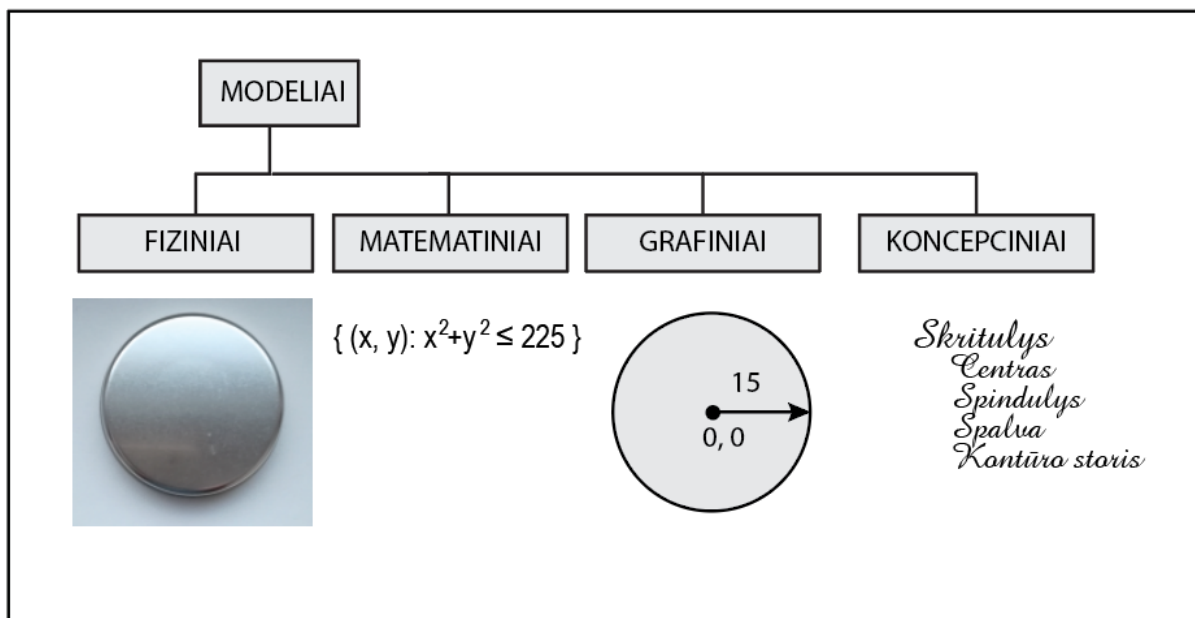 MODELIAI
FIZINIAI
MATEMATINIAI
GRAFINIAI
KONCEPCINIAI
{ (x, y): x²+y² ≤ 225 }
15
0, 0
Skritulys
Centras
Spindulys
Spalva
Kontūro storis